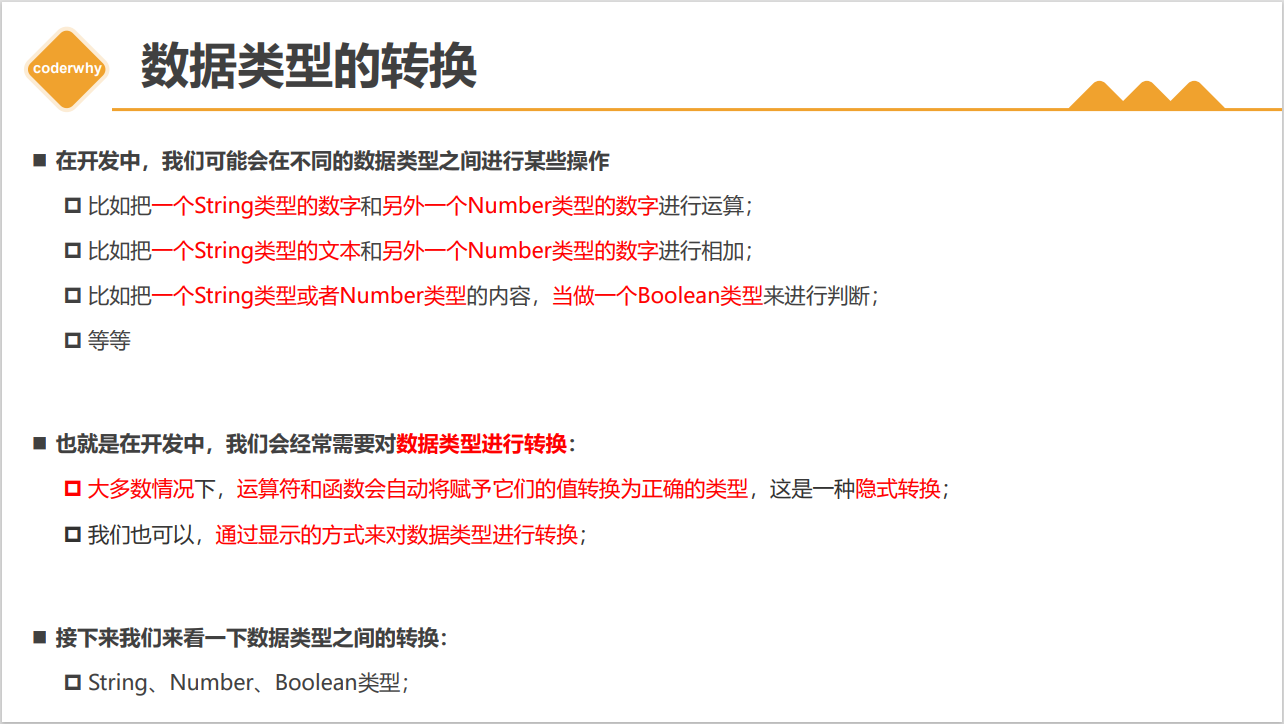 coderwhy
数据类型的转换
在开发中，我们可能会在不同的数据类型之间进行某些操作
比如把一个String类型的数字和另外一个Number类型的数字进行运算；
比如把一个String类型的文本和另外一个Number类型的数字进行相加；
比如把一个String类型或者Number类型的内容，当做一个Boolean类型来进行判断；
等等
也就是在开发中，我们会经常需要对数据类型进行转换：
大多数情况下，运算符和函数会自动将赋予它们的值转换为正确的类型，这是一种隐式转换；
我们也可以，通过显示的方式来对数据类型进行转换；
接下来我们来看一下数据类型之间的转换：
String、Number、Boolean类型；